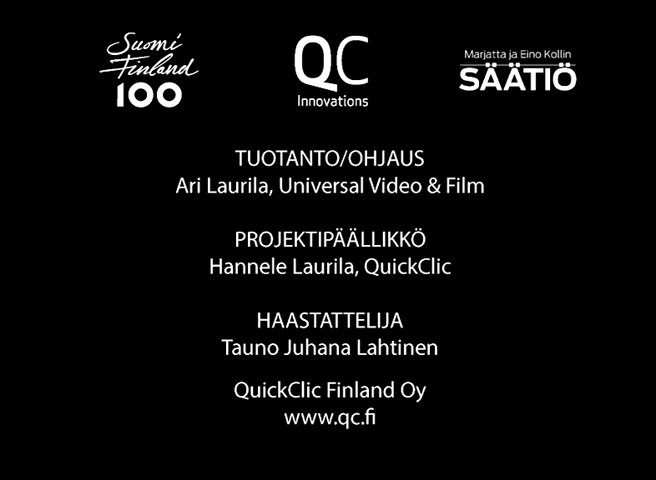 Suomi
Finland
100
QC
Innovations
Marjatta ja Eino Kollin
SÄÄTIÖ
TUOTANTO/OHJAUS
Ari Laurila, Universal Video & Film
PROJEKTIPÄÄLLIKKÖ
Hannele Laurila, QuickClic
HAASTATTELIJA
Tauno Juhana Lahtinen
QuickClic Finland Oy
www.qc.fi